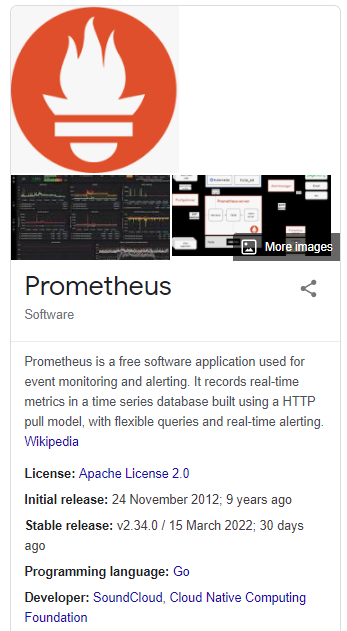 More images
Prometheus
Software
Prometheus is a free software application used for
event monitoring and alerting. It records real-time
metrics in a time series database built using a HTTP
pull model, with flexible queries and real-time alerting.
Wikipedia
License: Apache License 2.0
Initial release: 24 November 2012; 9 years ago
Stable release: v2.34.0 / 15 March 2022; 30 days
ago
Programming language: Go
Developer: SoundCloud, Cloud Native Computing
Foundation